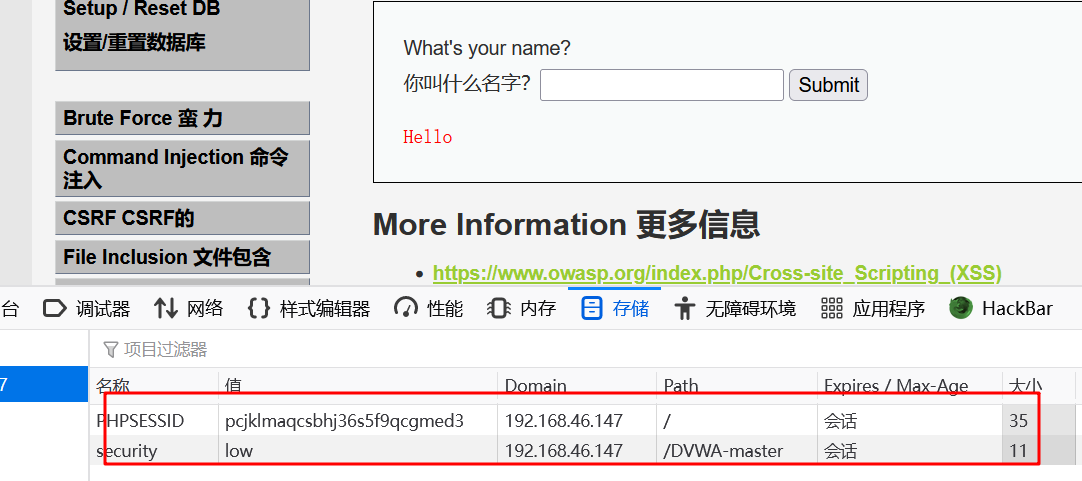 Setup / Reset DB
设置/重置数据库
Brute Force 蛮 力
Command Injection 命令
注入
CSRF CSRF的
File Inclusion 文件包含
What's your name?
你叫什么名字？ Submit
Hello
More Information 更多信息
https://www.owasp.org/index.php/Cross-site_Scripting_(XSS)
台 调试器 网络 {} 样式编辑器 性能 内存 存储 无障碍环境 应用程序 HackBar
项目过滤器
7
名称 值 Domain Path Expires / Max-Age 大小
PHPSESSID pcjklmaqcsbhj36s5f9qcgmed3 192.168.46.147 / 会话 35
security low 192.168.46.147 /DVWA-master 会话 11